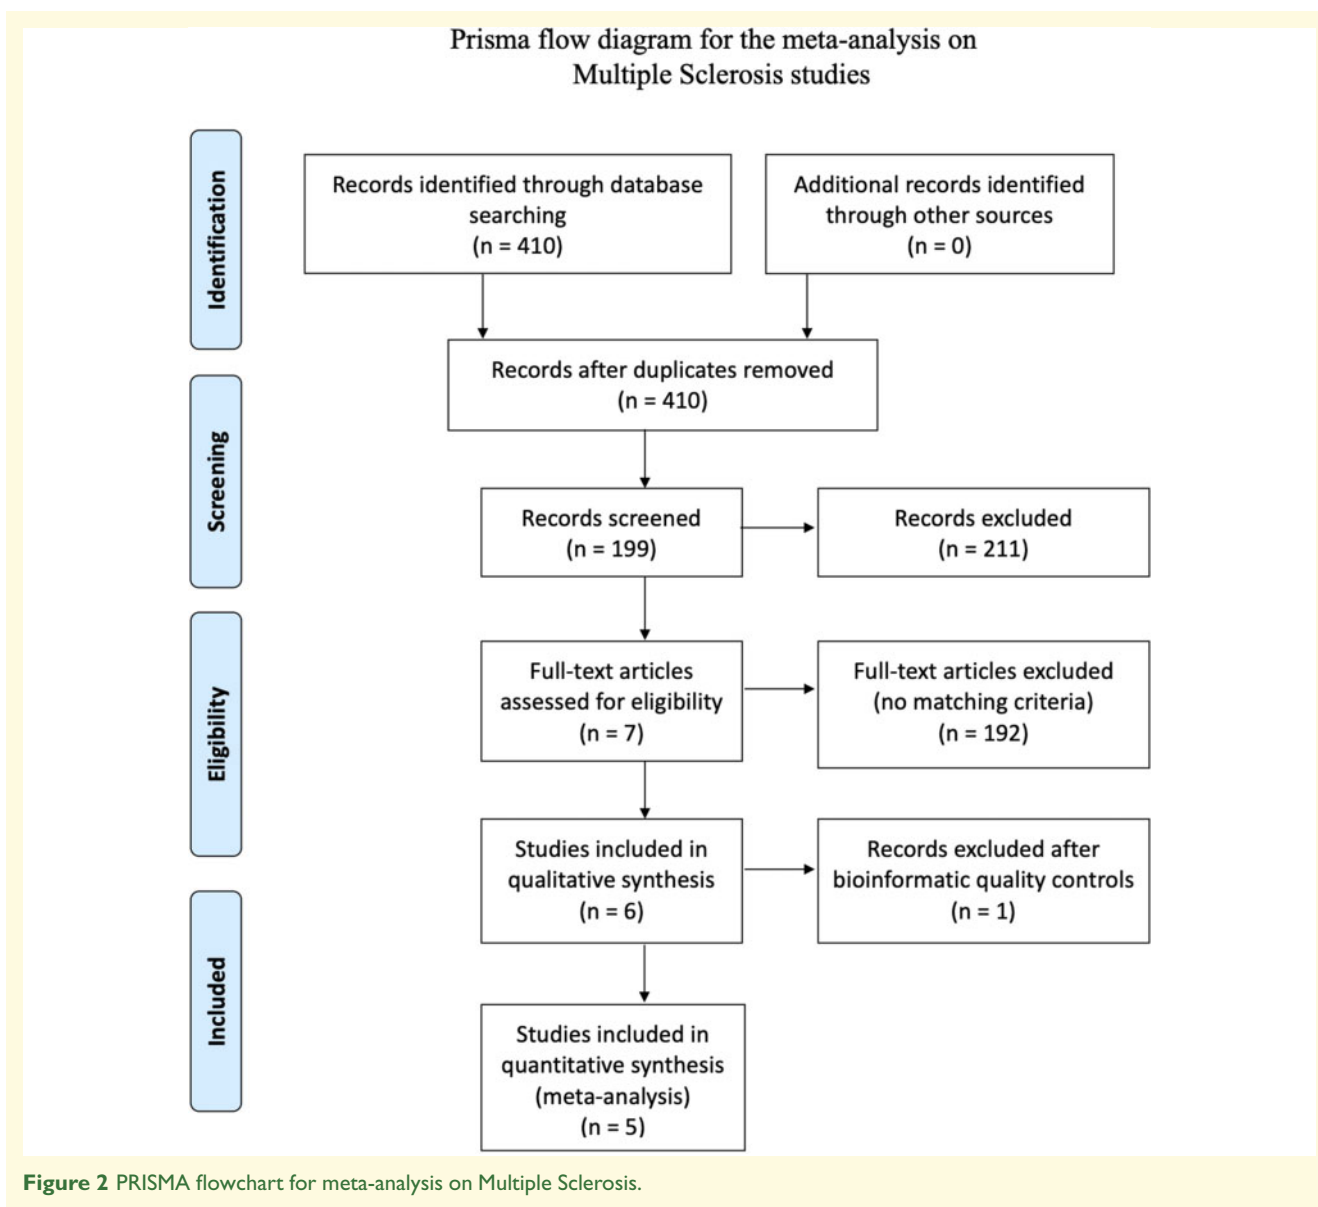 Prisma flow diagram for the meta-analysis on
Multiple Sclerosis studies
Identification
Records identified through database
searching
(n = 410)
Additional records identified
through other sources
(n = 0)
Records after duplicates removed
(n = 410)
Screening
Records screened
(n = 199)
Records excluded
(n = 211)
Eligibility
Full-text articles
assessed for eligibility
(n = 7)
Full-text articles excluded
(no matching criteria)
(n = 192)
Studies included in
qualitative synthesis
(n = 6)
Records excluded after
bioinformatic quality controls
(n = 1)
Included
Studies included in
quantitative synthesis
(meta-analysis)
(n = 5)
Figure 2 PRISMA flowchart for meta-analysis on Multiple Sclerosis.